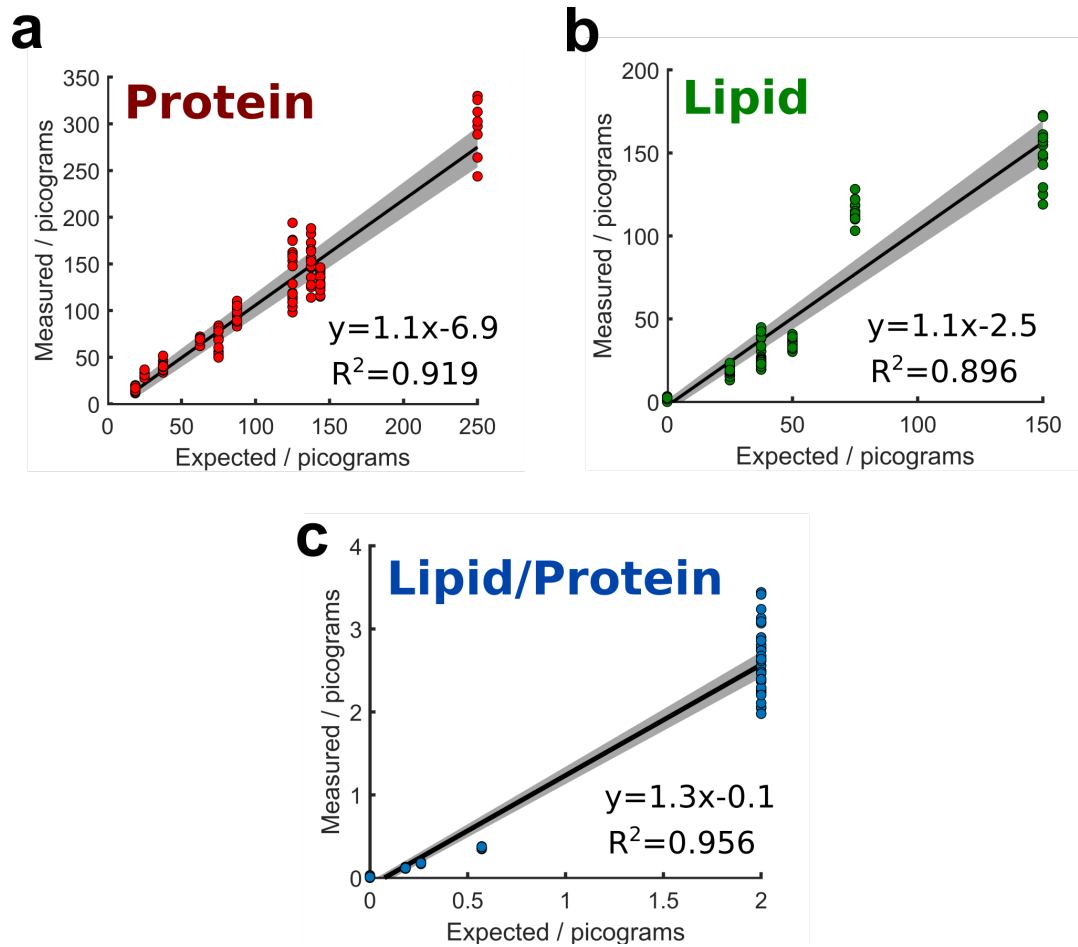 a
Protein
350
300
250
200
150
100
50
0
Measured / picograms
y=1.1x-6.9
R²=0.919
0 50 100 150 200 250
Expected / picograms
b
Lipid
200
150
100
50
0
Measured / picograms
y=1.1x-2.5
R²=0.896
0 50 100 150
Expected / picograms
c
Lipid/Protein
4
3
2
1
0
Measured / picograms
y=1.3x-0.1
R²=0.956
0 0.5 1 1.5 2
Expected / picograms